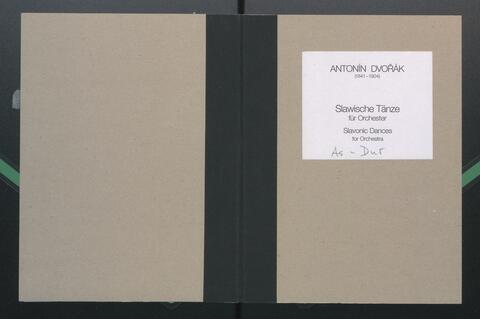 ANTONÍN DVOŘÁK
(1841–1904)
Slawische Tänze
für Orchester
Slavonic Dances
for Orchestra
As - Dur